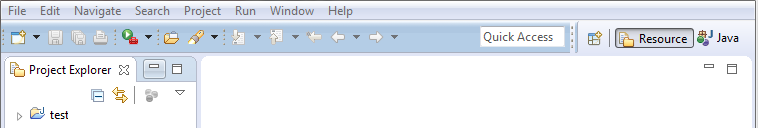 File Edit Navigate Search Project Run Window Help
Quick Access Resource Java
Project Explorer
test